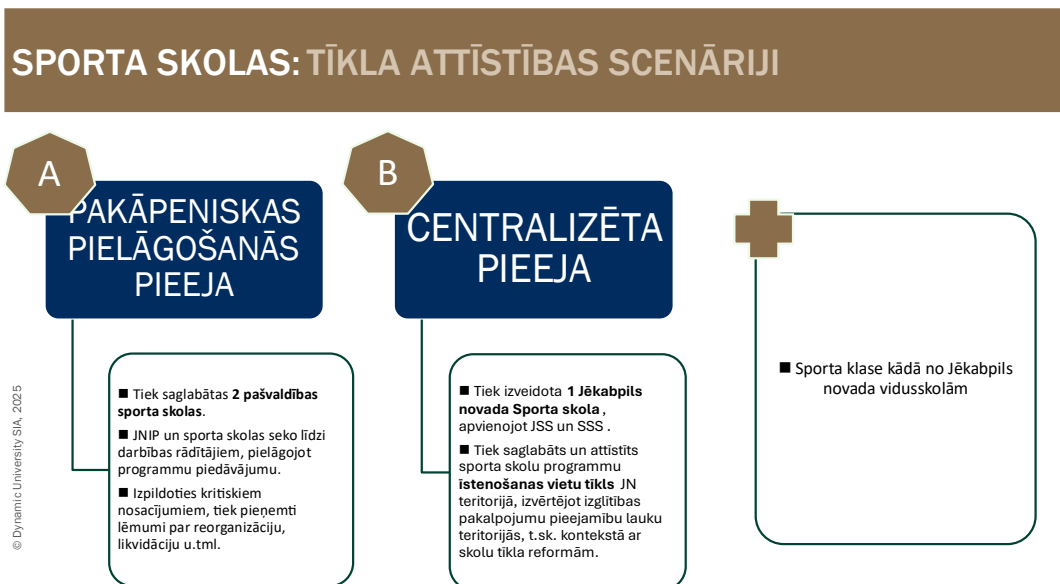 SPORTA SKOLAS: TĪKLA ATTĪSTĪBAS SCENĀRIJI
A
PAKĀPENISKAS
PIELĀGOŠANĀS
PIEEJA
■ Tiek saglabātas 2 pašvaldības
sporta skolas.
■ JNIP un sporta skolas seko līdzi
darbības rādītājiem, pielāgojot
programmu piedāvājumu.
■ Izpildoties kritiskiem
nosacījumiem, tiek pieņemti
lēmumi par reorganizāciju,
likvidāciju u.tml.
B
CENTRALIZĒTA
PIEEJA
■ Tiek izveidota 1 Jēkabpils
novada Sporta skola ,
apvienojot JSS un SSS .
■ Tiek saglabāts un attīstīts
sporta skolu programmu
īstenošanas vietu tīkls JN
teritorijā, izvērtējot izglītības
pakalpojumu pieejamību lauku
teritorijās, t.sk. kontekstā ar
skolu tīkla reformām.
■ Sporta klase kādā no Jēkabpils
novada vidusskolām
© Dynamic University SIA, 2025